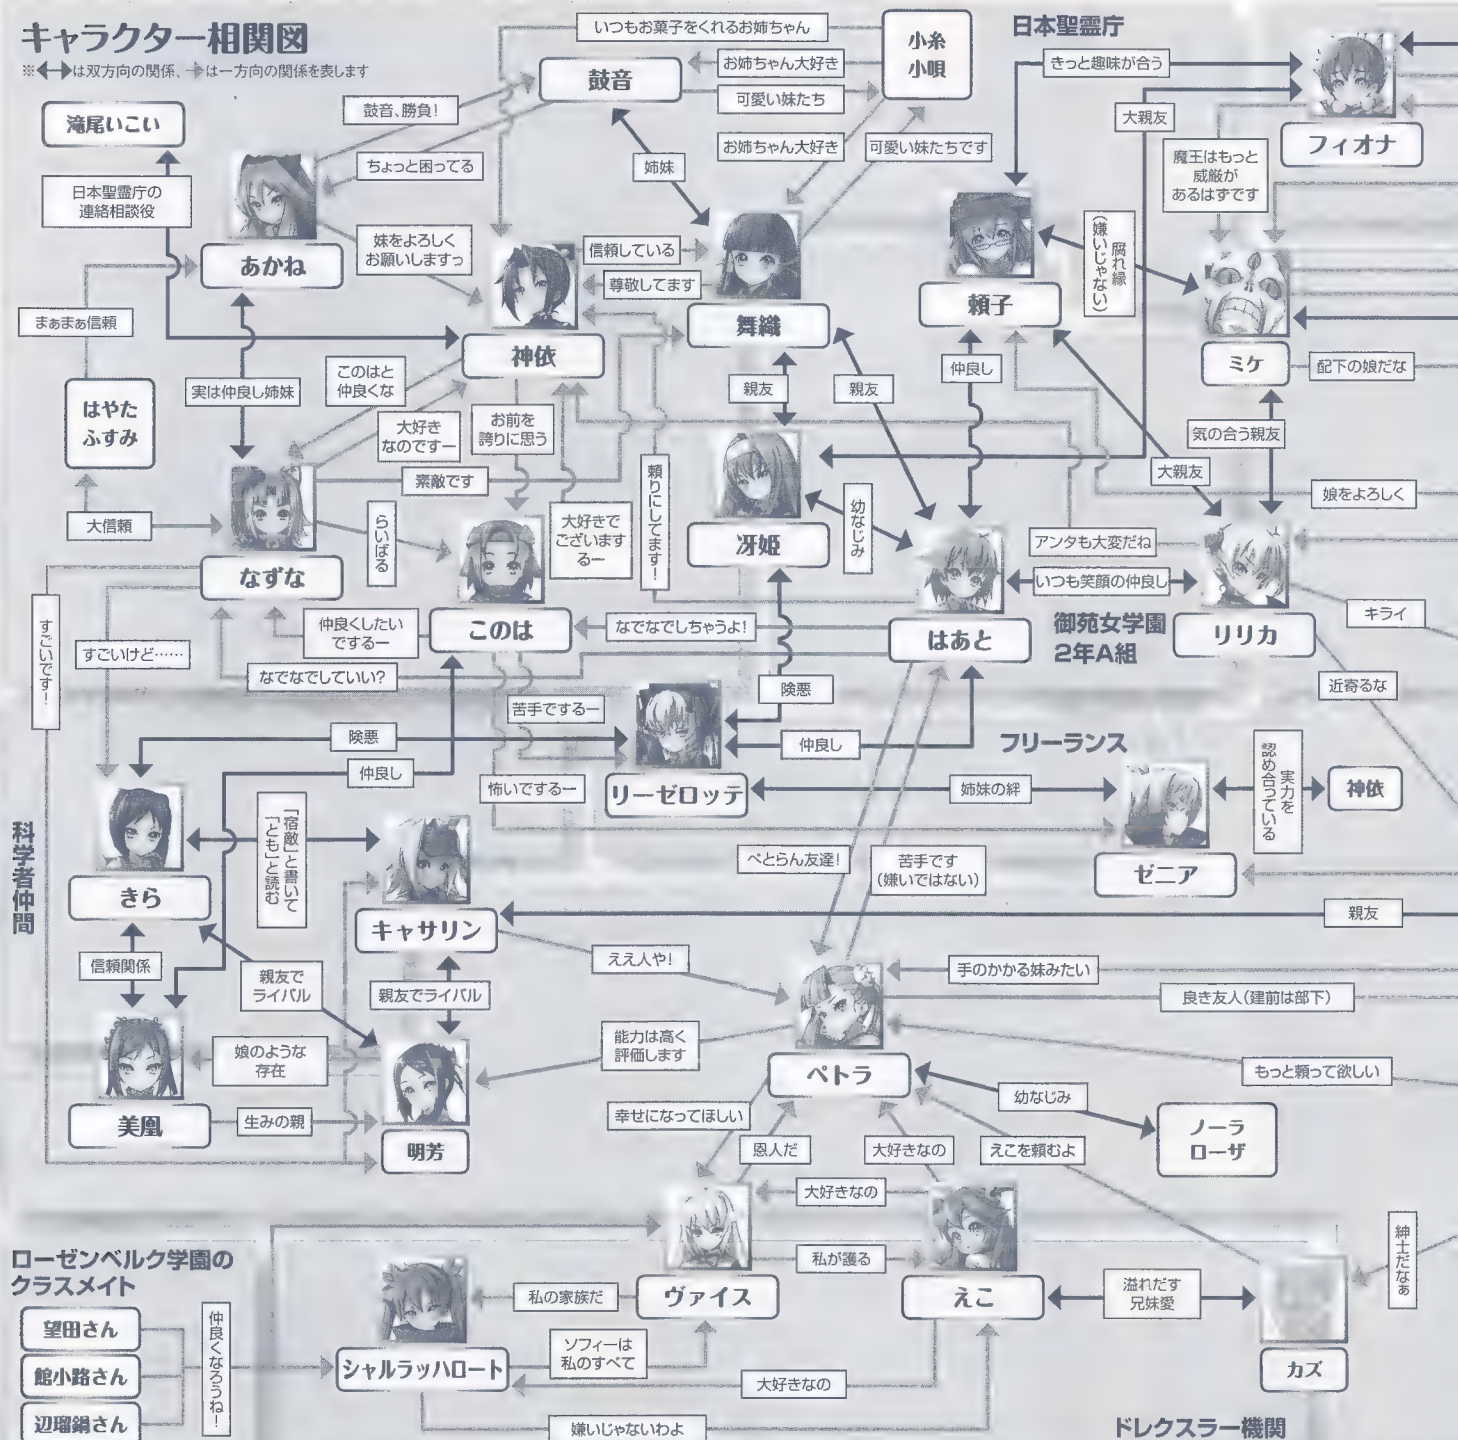 キャラクター相関図
※◀▶は双方向の関係、➔は一方向の関係を表します
いつもお菓子をくれるお姉ちゃん
小糸
小唄
日本聖霊庁
鼓音
お姉ちゃん大好き
可愛い妹たち
きっと趣味が合う
フィオナ
滝尾いこい
鼓音、勝負！
ちょっと困ってる
姉妹
お姉ちゃん大好き
可愛い妹たちです
大親友
魔王はもっと
威厳が
あるはずです
日本聖霊庁の
連絡相談役
あかね
妹をよろしく
お願いしますっ
信頼している
尊敬してます
舞織
頼子
腐れ縁
(嫌いじゃない)
まぁまぁ信頼
神依
ミケ
配下の娘だな
はやた
ふすみ
実は仲良し姉妹
このはと
仲良くな
大好き
なのですー
お前を
誇りに思う
親友
親友
仲良し
気の合う親友
大親友
素敵です
娘をよろしく
大信頼
なずな
らいばる
大好きで
ございまする
るー
頼りにしてます！
冴姫
幼なじみ
アンタも大変だね
いつも笑顔の仲良し
キライ
すごいです！
すごいけど……
仲良くしたい
でするー
このは
なでなでしちゃうよ！
はあと
御苑女学園
2年A組
リリカ
なでなでしていい？
近寄るな
苦手でするー
険悪
険悪
仲良し
仲良し
フリーランス
怖いでするー
リーゼロッテ
姉妹の絆
実力を
認め合っている
神依
ゼニア
科学者仲間
きら
「宿敵」と書いて
「とも」と読む
ぺとらん友達！
苦手です
(嫌いではない)
キャサリン
親友
信頼関係
親友で
ライバル
親友でライバル
ええ人や！
手のかかる妹みたい
良き友人(建前は部下)
娘のような
存在
能力は高く
評価します
ペトラ
もっと頼って欲しい
美凰
生みの親
明芳
幸せになってほしい
幼なじみ
ノーラ
ローザ
恩人だ
大好きなの
えこを頼むよ
大好きなの
紳士だなぁ
私が護る
ローゼンベルク学園の
クラスメイト
望田さん
館小路さん
辺瑠鍋さん
仲良くなろうね！
私の家族だ
ヴァイス
えこ
溢れだす
兄妹愛
シャルラッハロート
ソフィーは
私のすべて
カズ
大好きなの
嫌いじゃないわよ
ドレクスラー機関